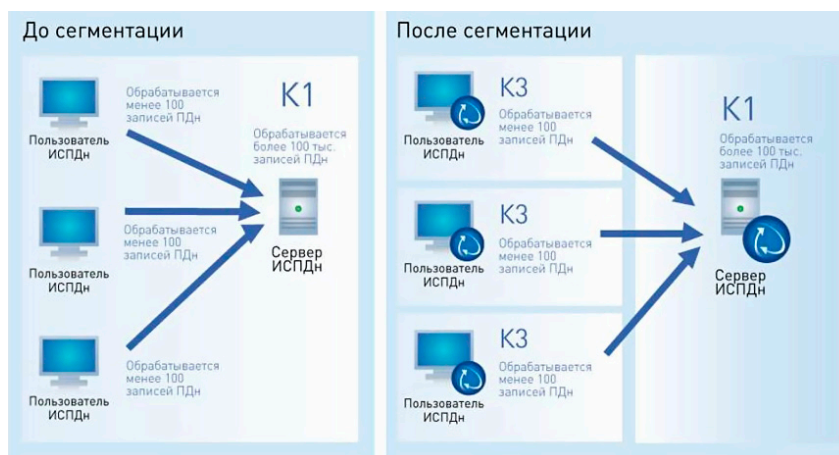 До сегментации
Обрабатывается
менее 100
записей ПДн
Пользователь
ИСПДн
К1
Обрабатывается
более 100 тыс.
записей ПДн
Обрабатывается
менее 100
записей ПДн
Пользователь
ИСПДн
Сервер
ИСПДн
Обрабатывается
менее 100
записей ПДн
Пользователь
ИСПДн
После сегментации
К3
Обрабатывается
менее 100
записей ПДн
Пользователь
ИСПДн
К3
Обрабатывается
менее 100
записей ПДн
Пользователь
ИСПДн
К3
Обрабатывается
менее 100
записей ПДн
Пользователь
ИСПДн
К1
Обрабатывается
более 100 тыс.
записей ПДн
Сервер
ИСПДн